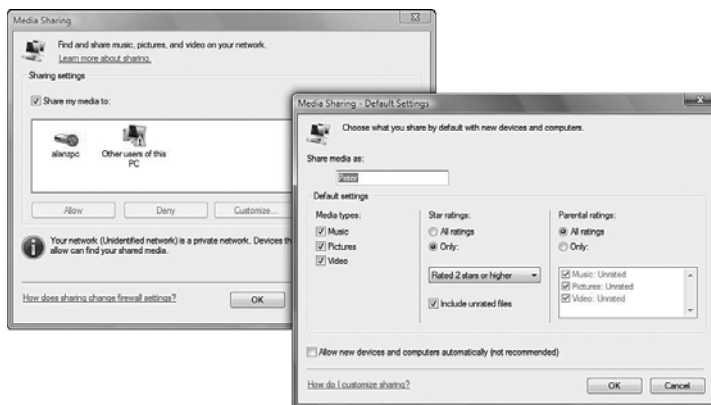 Media Sharing
Find and share music, pictures, and video on your network.
Learn more about sharing.
Sharing settings
Share my media to:
alanzpc
Other users of this
PC
Allow
Deny
Customize...
Your network (Unidentified network) is a private network. Devices th
allow can find your shared media.
How does sharing change firewall settings?
OK
Media Sharing - Default Settings
Choose what you share by default with new devices and computers.
Share media as:
Peter
Default settings
Media types:
Music
Pictures
Video
Star ratings:
All ratings
Only:
Rated 2 stars or higher
Include unrated files
Parental ratings:
All ratings
Only:
Music: Unrated
Pictures: Unrated
Video: Unrated
Allow new devices and computers automatically (not recommended)
How do I customize sharing?
OK
Cancel